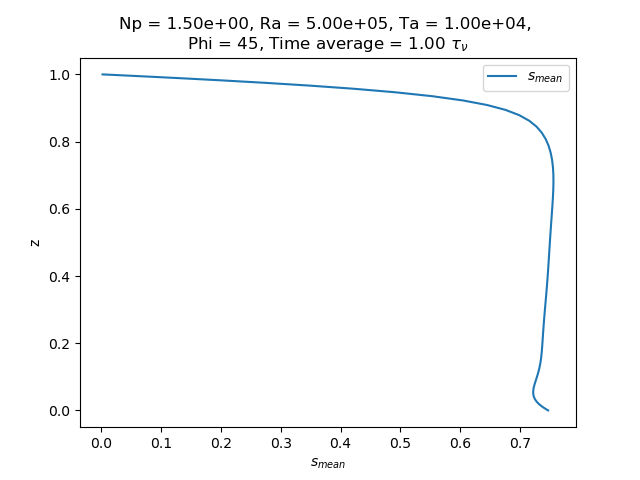 Np = 1.50e+00, Ra = 5.00e+05, Ta = 1.00e+04,
Phi = 45, Time average = 1.00 τν
s_mean
1.0
0.8
0.6
0.4
0.2
0.0
z
0.0 0.1 0.2 0.3 0.4 0.5 0.6 0.7
s_mean